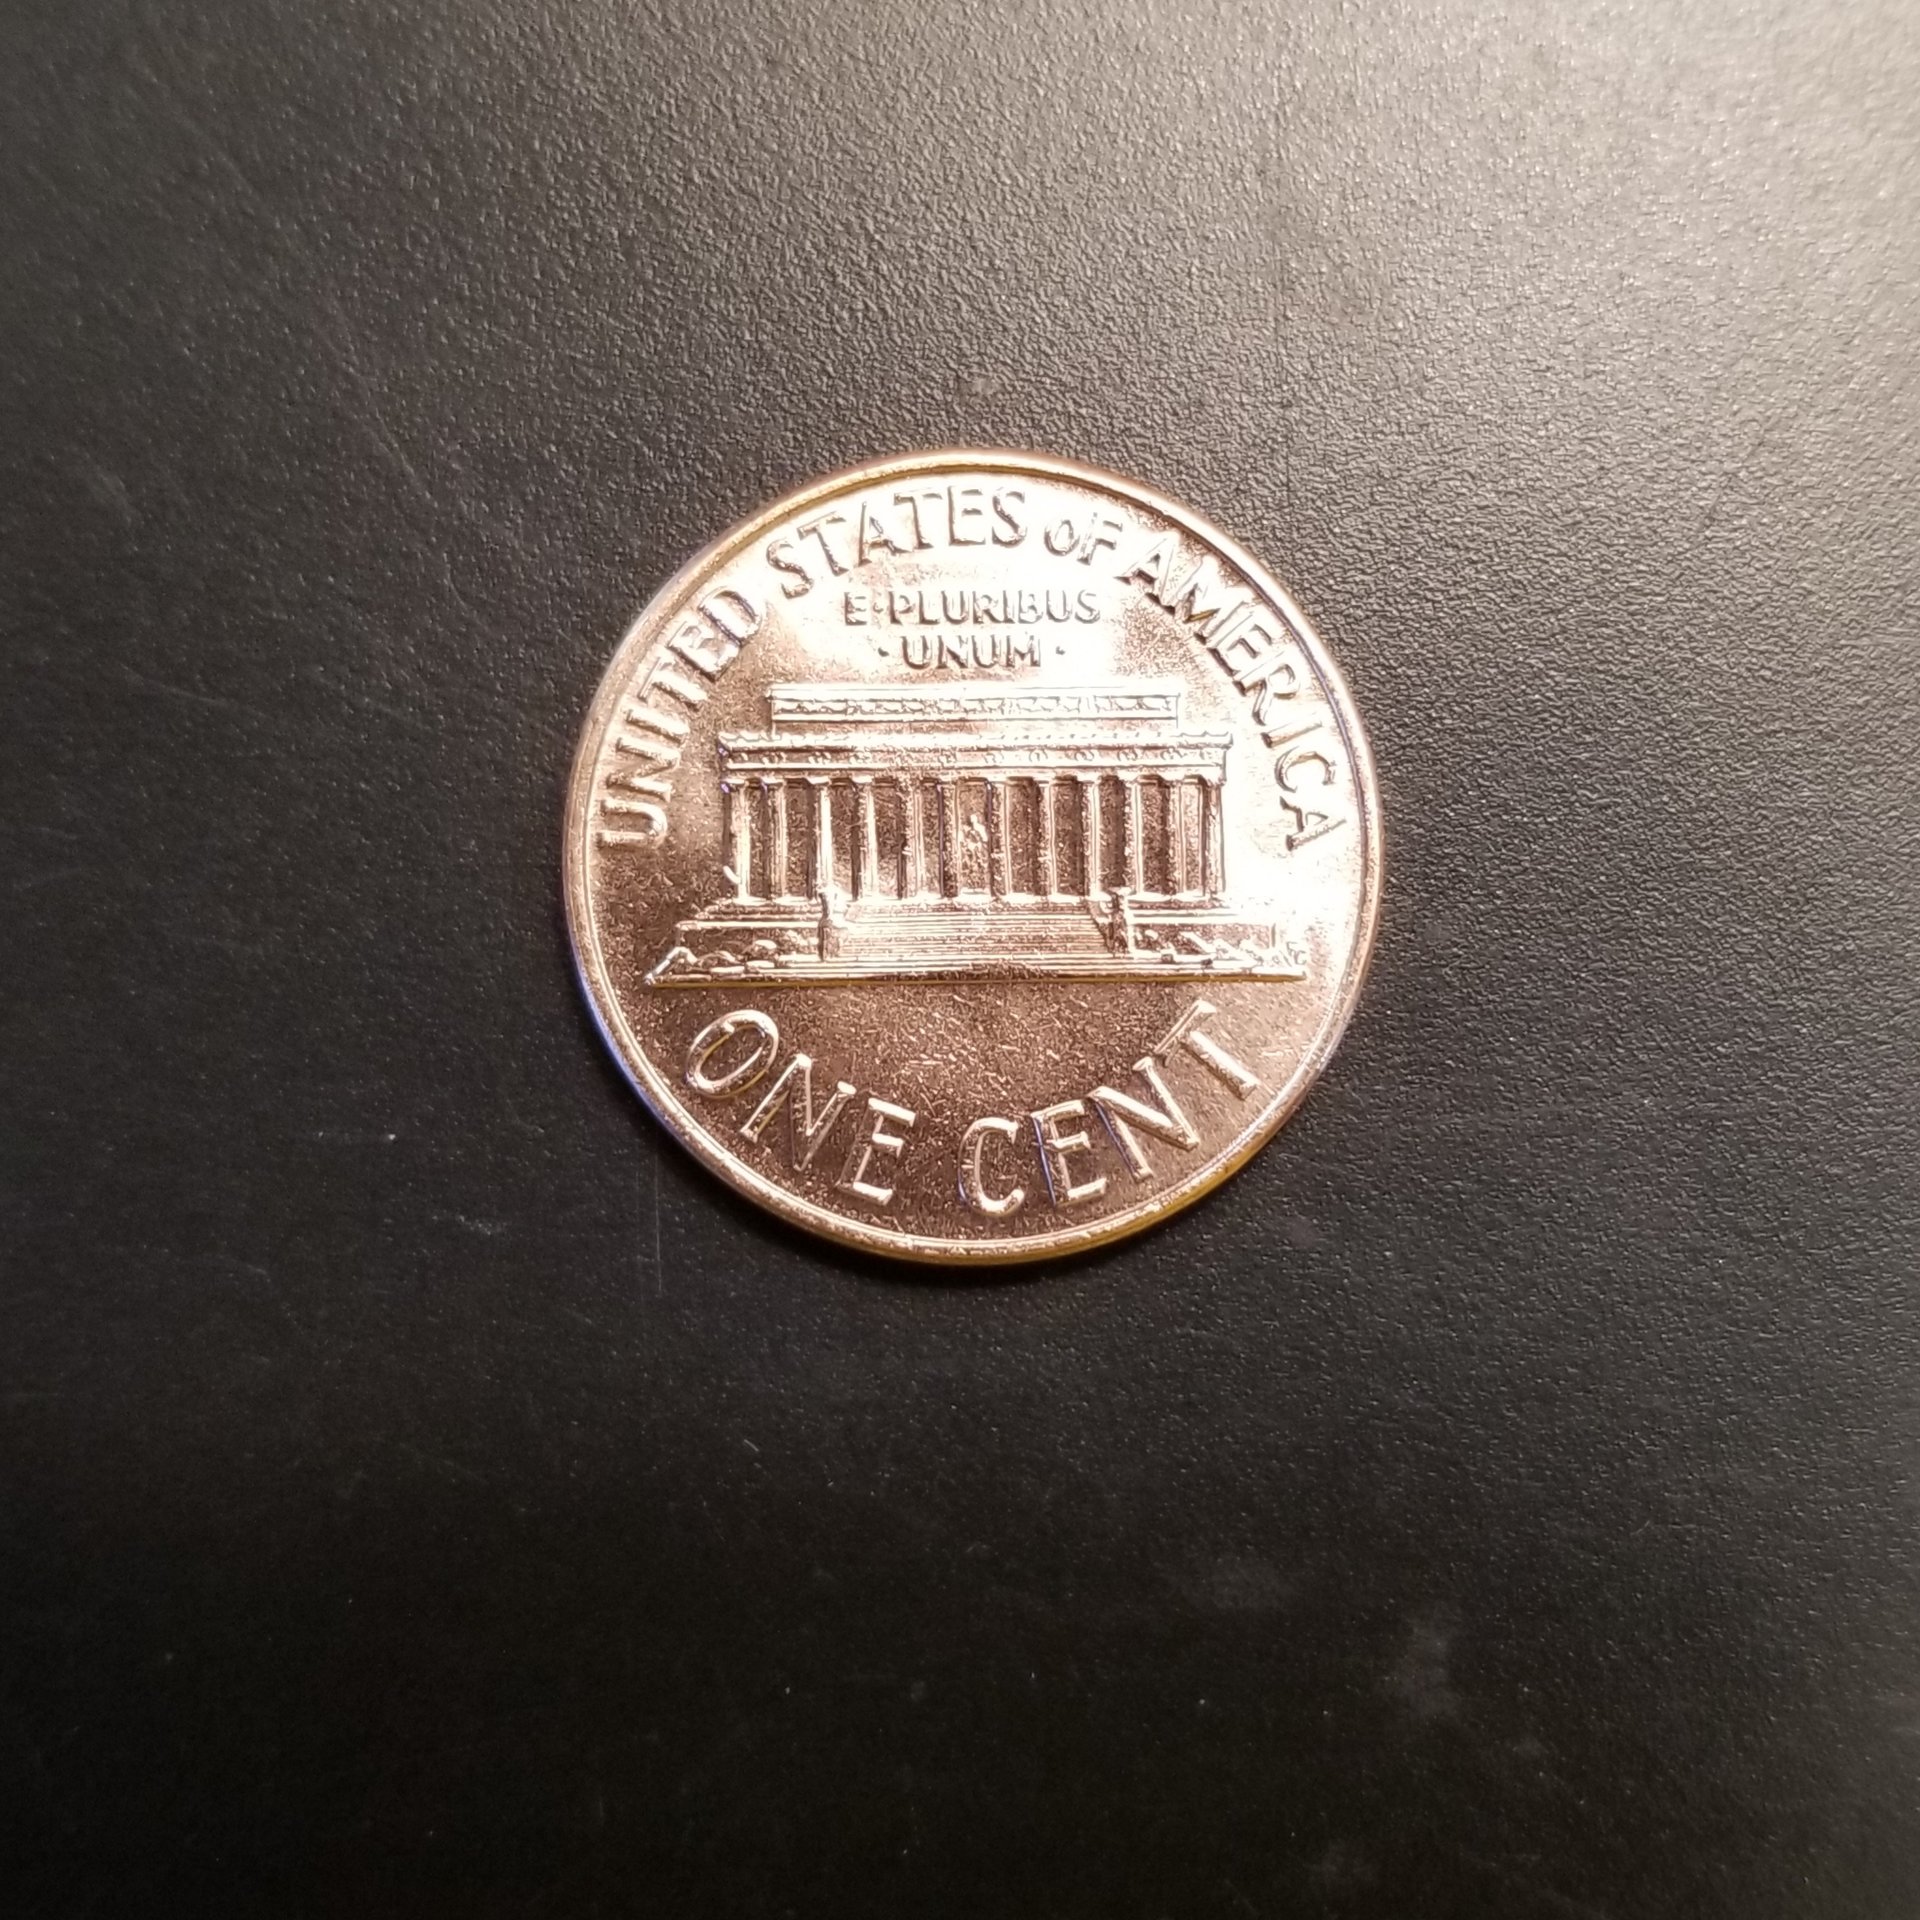 UNITED STATES OF AMERICA
E·PLURIBUS
·UNUM·
ONE CENT